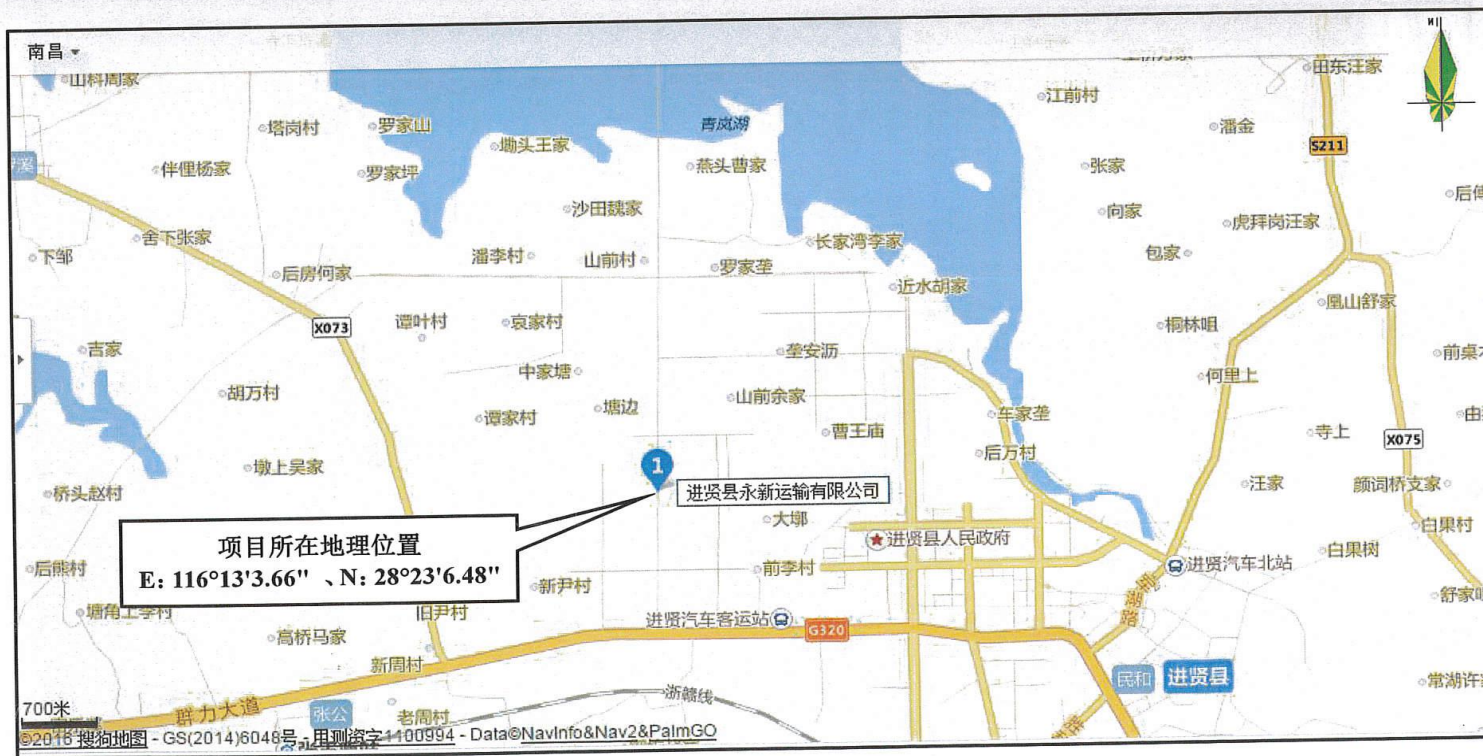 南昌
N
山科周家
田东汪家
江前村
塔岗村
罗家山
青岚湖
潘金
坳头王家
S211
伴俚杨家
罗家坪
燕头曹家
张家
沙田魏家
向家
虎拜岗汪家
舍下张家
长家湾李家
下邹
潘李村
山前村
包家
后房何家
罗家垄
近水胡家
凰山舒家
X073
谭叶村
哀家村
桐林咀
吉家
垄安沥
中家塘
何里上
胡万村
山前余家
谭家村
塘边
车家垄
曹王庙
寺上
X075
后万村
墩上吴家
1
汪家
颜词桥支家
桥头赵村
进贤县永新运输有限公司
大墎
白果村
项目所在地理位置
进贤县人民政府
白果树
E: 116°13'3.66" 、N: 28°23'6.48"
后熊村
前李村
进贤汽车北站
新尹村
塘角上李村
旧尹村
进贤汽车客运站
G320
高桥马家
新周村
民和
进贤县
浙赣线
700米
群力大道
张公
老周村
©2016 搜狗地图 - GS(2014)6048号 - 甲测资字1100994 - Data©NavInfo&Nav2&PalmGO